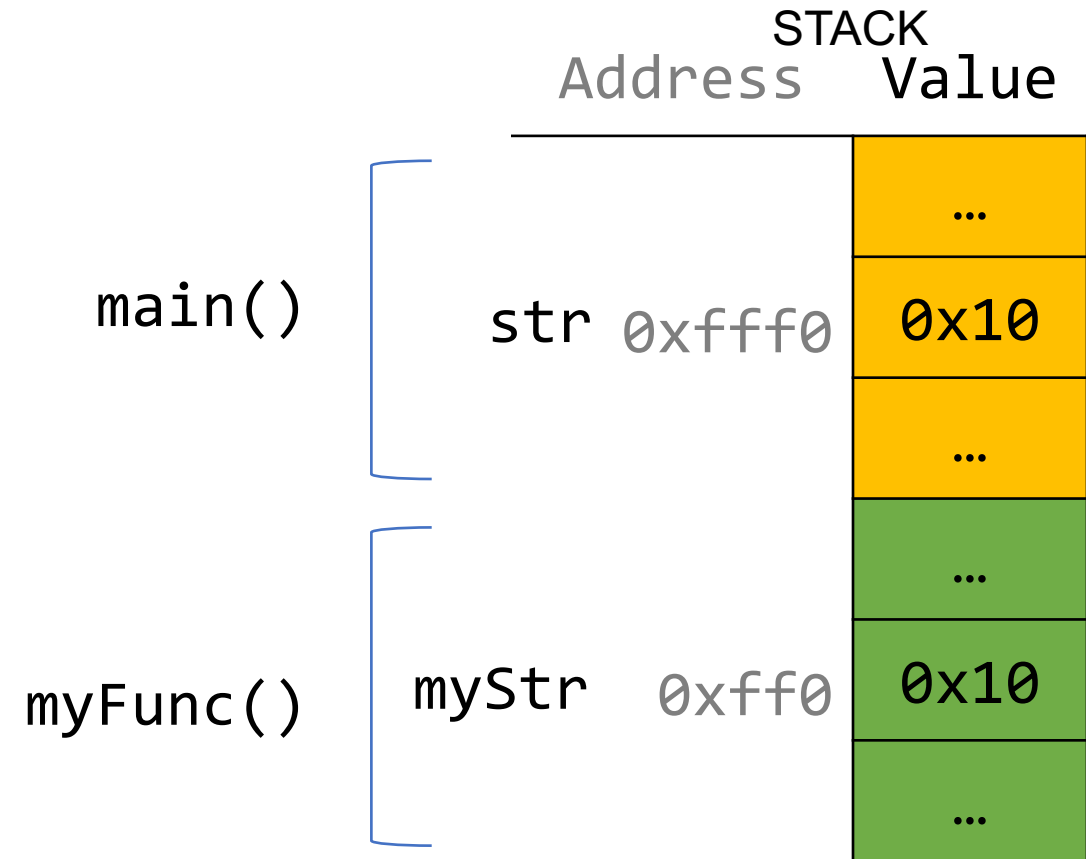 STACK
Address Value
…
main() str 0xfff0 0x10
…
…
myFunc() myStr 0xff0 0x10
…